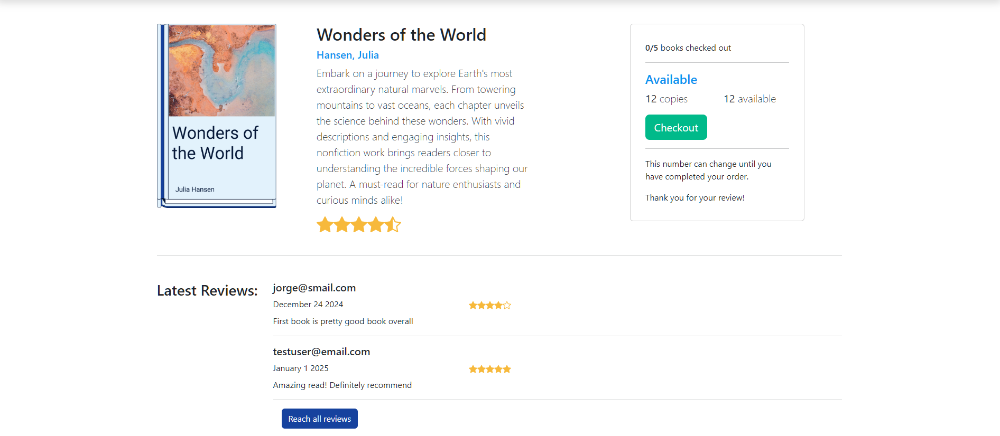 Wonders of
the World
Julia Hansen
Wonders of the World
Hansen, Julia
Embark on a journey to explore Earth's most
extraordinary natural marvels. From towering
mountains to vast oceans, each chapter unveils
the science behind these wonders. With vivid
descriptions and engaging insights, this
nonfiction work brings readers closer to
understanding the incredible forces shaping our
planet. A must-read for nature enthusiasts and
curious minds alike!
0/5 books checked out
Available
12 copies 12 available
Checkout
This number can change until you
have completed your order.
Thank you for your review!
Latest Reviews:
jorge@smail.com
December 24 2024
First book is pretty good book overall
testuser@email.com
January 1 2025
Amazing read! Definitely recommend
Reach all reviews